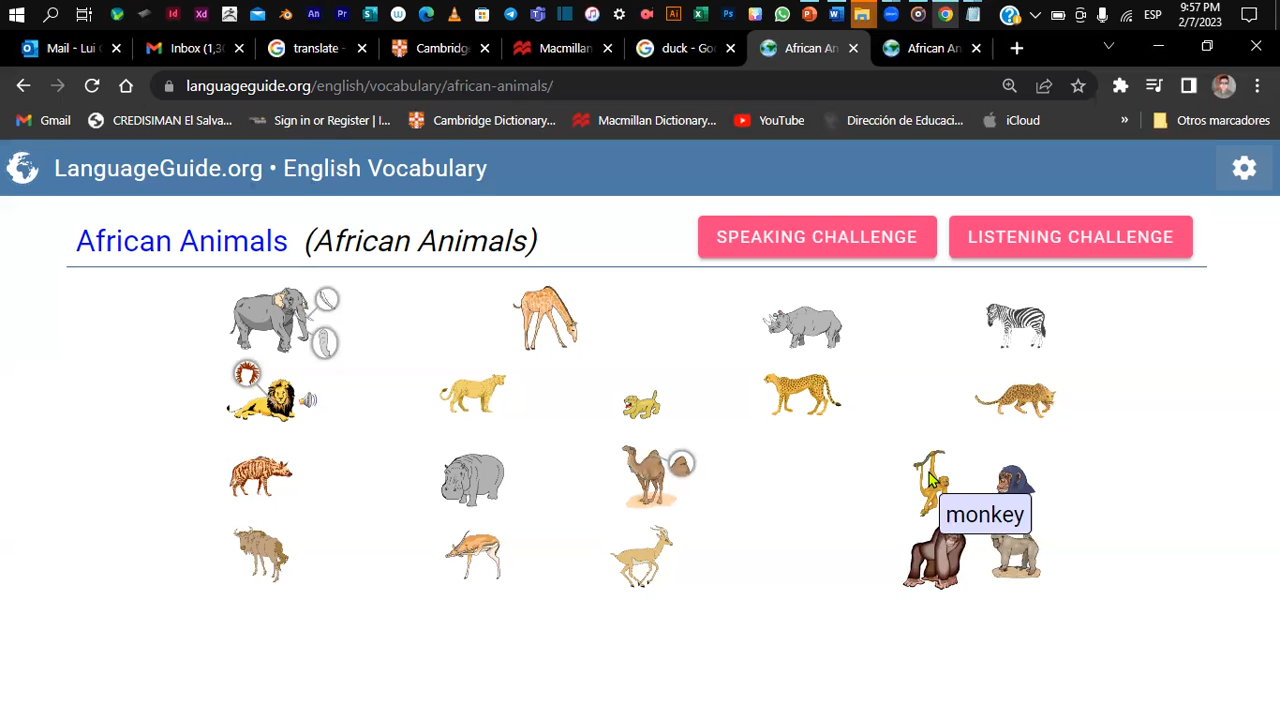 9:57 PM
ESP
2/7/2023
Mail - Lui
Inbox (1,3
translate -
Cambridg
Macmillan
duck - Goo
African An
African An
languageguide.org/english/vocabulary/african-animals/
Gmail
CREDISIMAN El Salva...
Sign in or Register | I...
Cambridge Dictionary...
Macmillan Dictionary...
YouTube
Dirección de Educaci...
iCloud
»
Otros marcadores
LanguageGuide.org • English Vocabulary
African Animals (African Animals)
SPEAKING CHALLENGE
LISTENING CHALLENGE
monkey